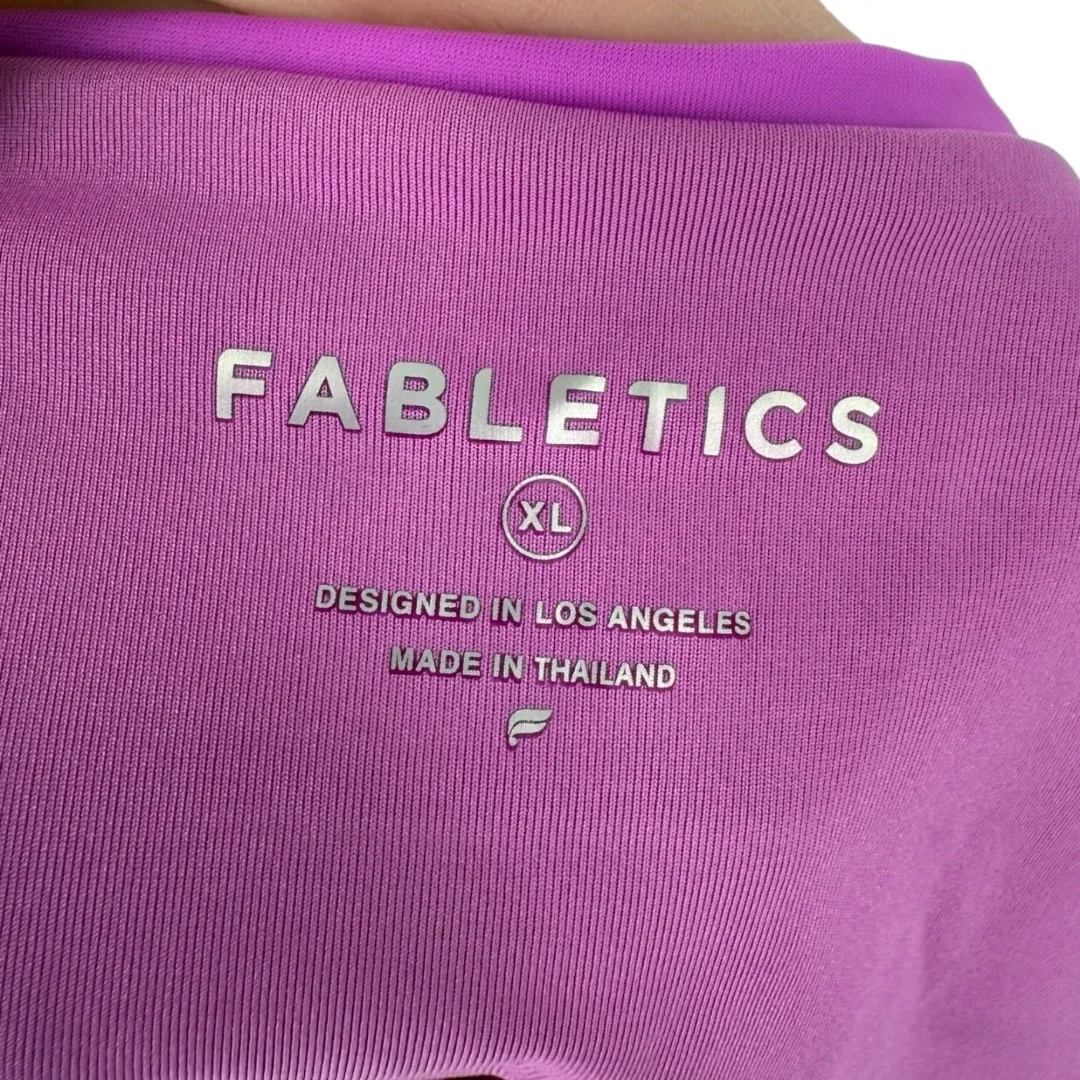 FABLETICS
XL
DESIGNED IN LOS ANGELES
MADE IN THAILAND